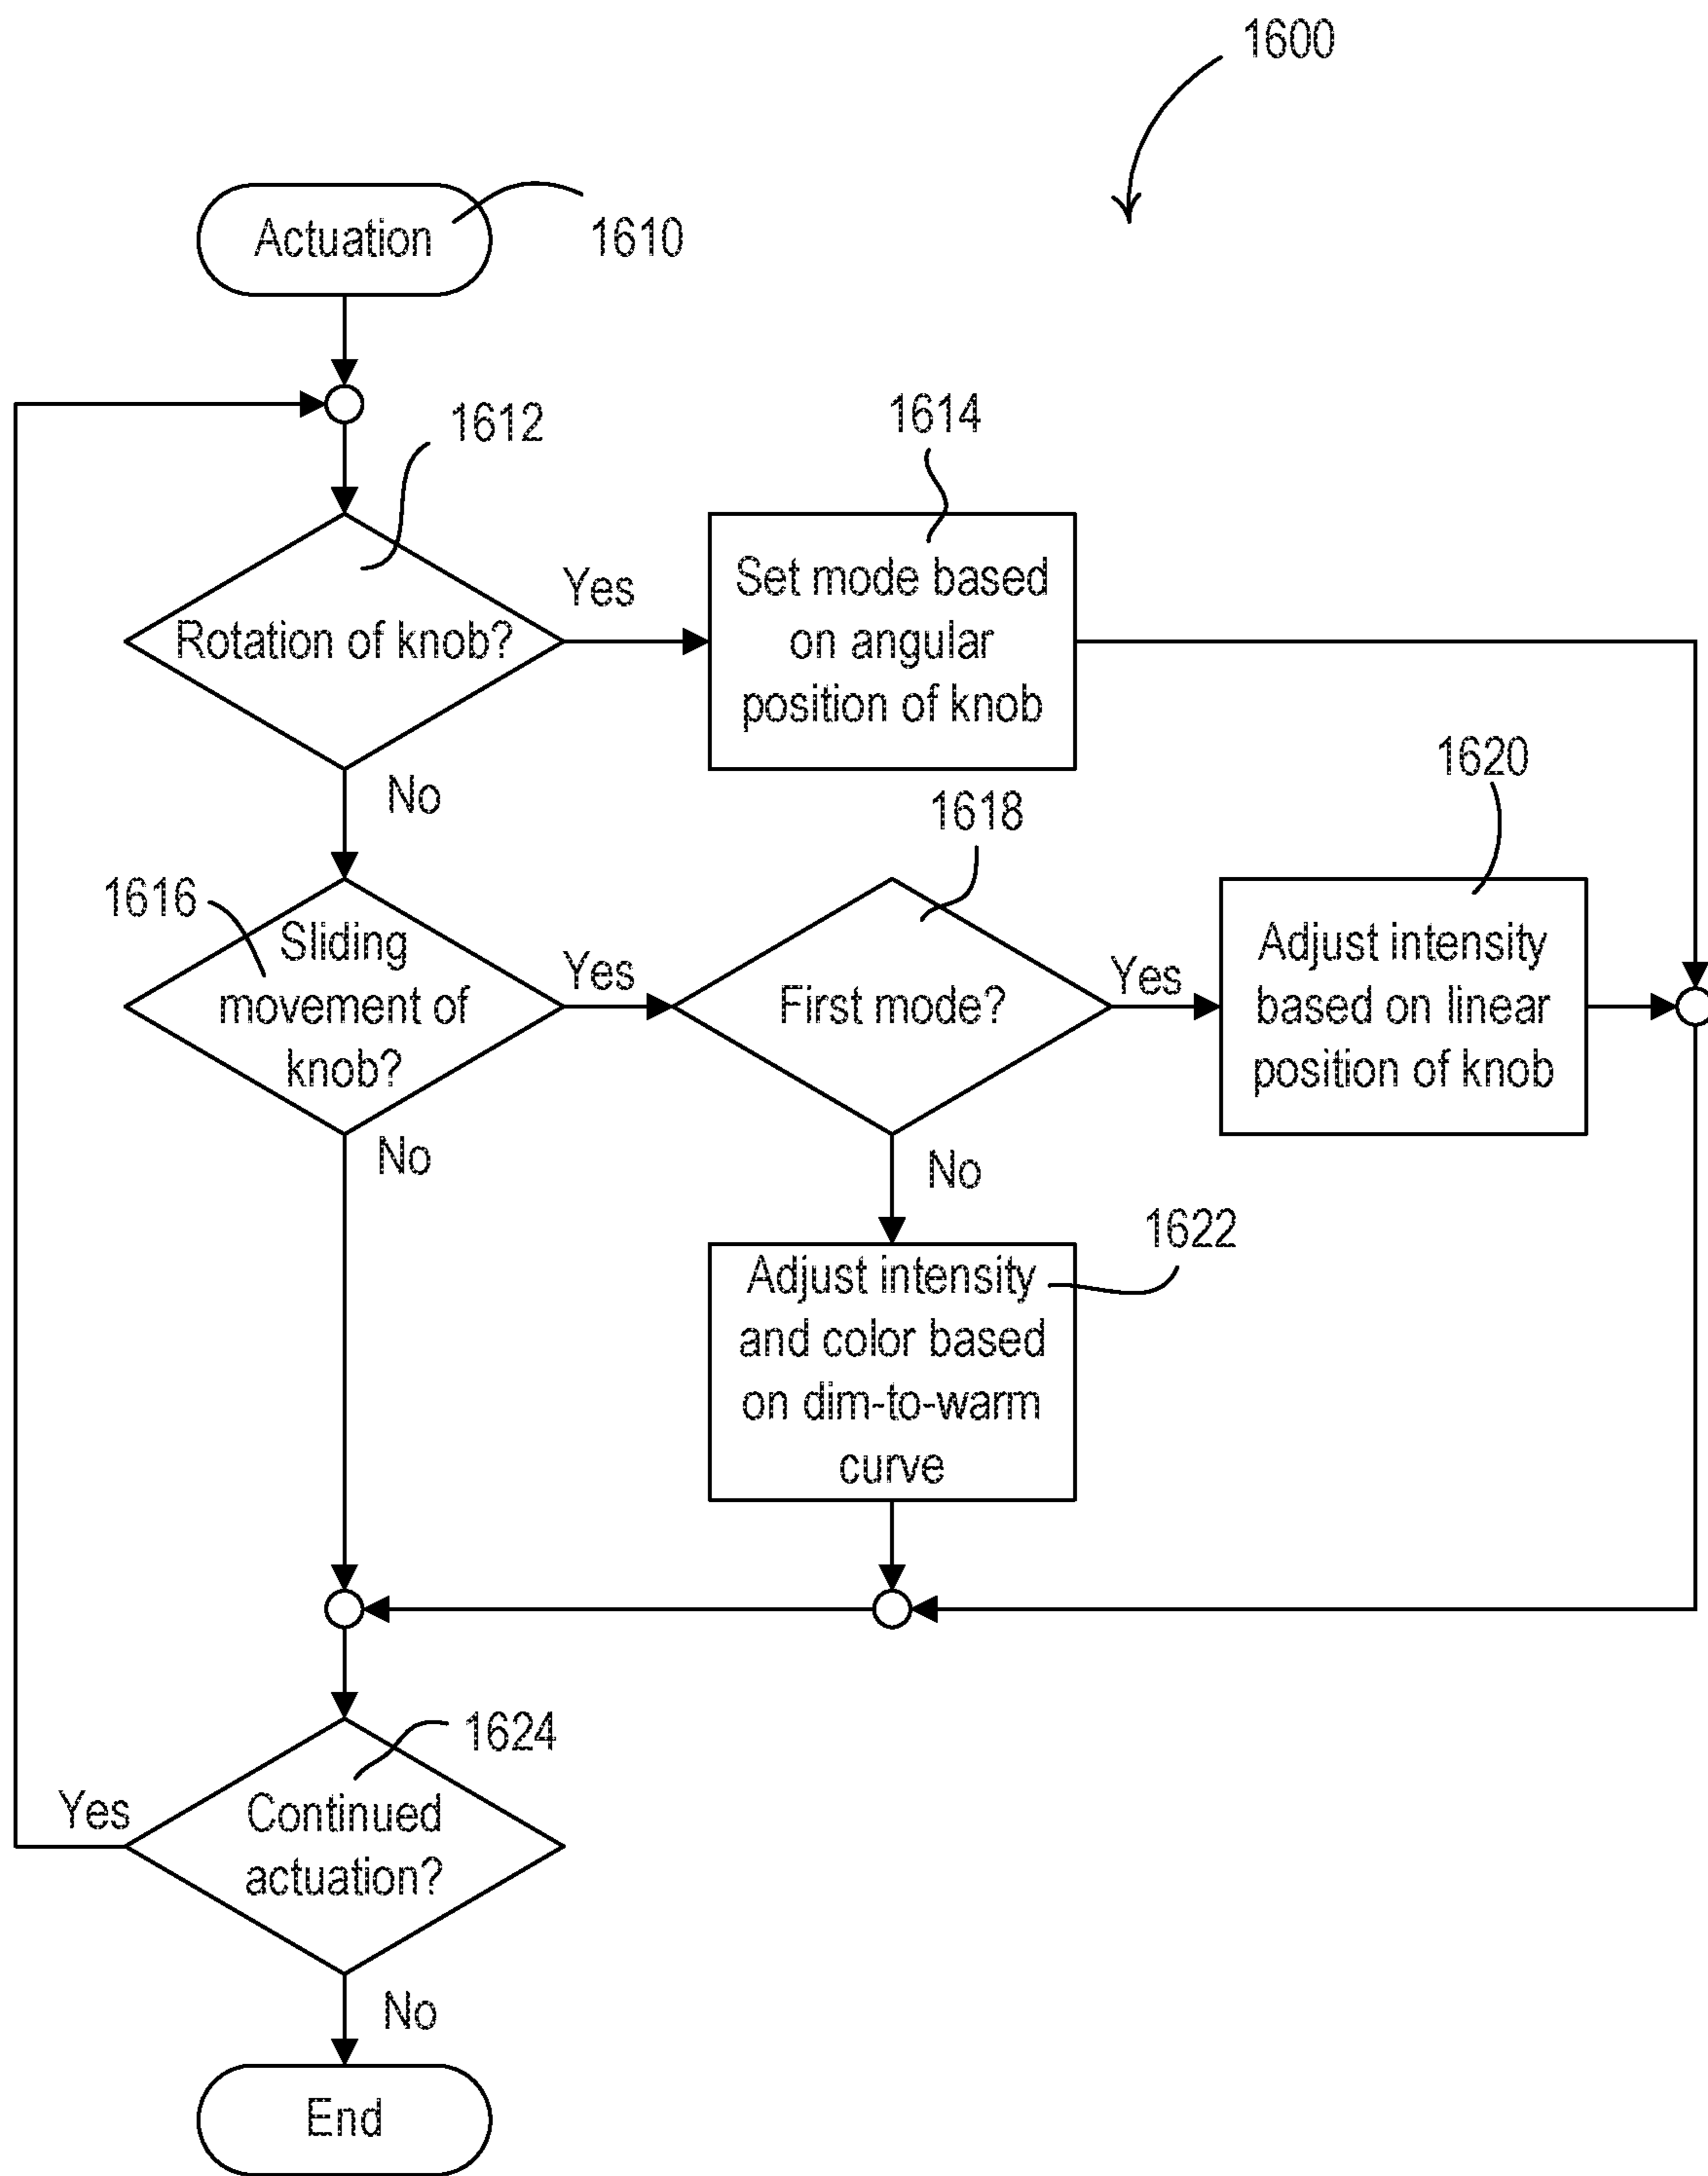 1600
Actuation
1610
1612
1614
Rotation of knob?
Yes
Set mode based
on angular
position of knob
No
1616
Sliding
movement of
knob?
Yes
1618
First mode?
Yes
1620
Adjust intensity
based on linear
position of knob
No
No
1622
Adjust intensity
and color based
on dim-to-warm
curve
1624
Continued
actuation?
Yes
No
End